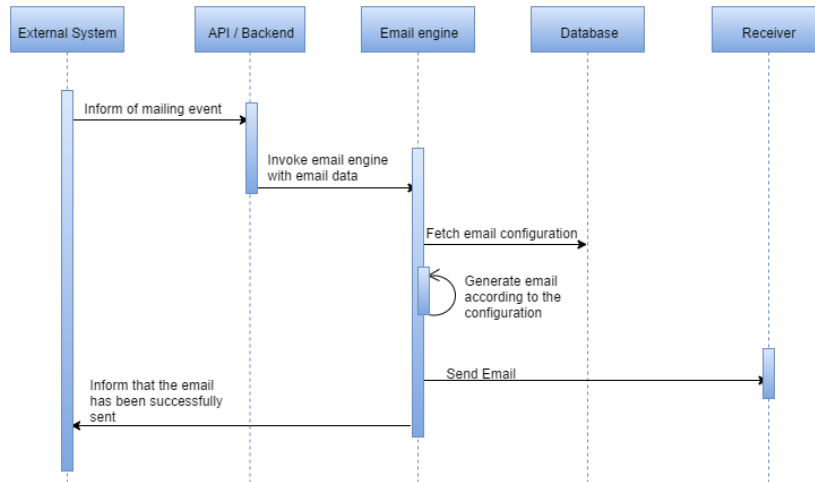 External System
API / Backend
Email engine
Database
Receiver
Inform of mailing event
Invoke email engine
with email data
Fetch email configuration
Generate email
according to the
configuration
Send Email
Inform that the email
has been successfully
sent